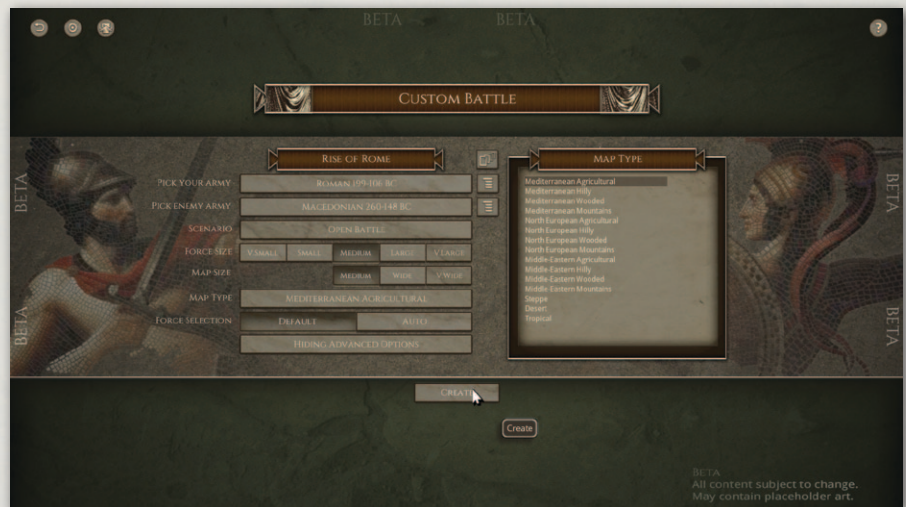 BETA
BETA
?
CUSTOM BATTLE
RISE OF ROME
PICK YOUR ARMY
ROMAN 199-106 BC
PICK ENEMY ARMY
MACEDONIAN 260-148 BC
SCENARIO
OPEN BATTLE
FORCE SIZE
V.SMALL SMALL MEDIUM LARGE V.LARGE
MAP SIZE
MEDIUM WIDE V.WIDE
MAP TYPE
MEDITERRANEAN AGRICULTURAL
FORCE SELECTION
DEFAULT AUTO
HIDING ADVANCED OPTIONS
MAP TYPE
Mediterranean Agricultural
Mediterranean Hilly
Mediterranean Wooded
Mediterranean Mountains
North European Agricultural
North European Hilly
North European Wooded
North European Mountains
Middle-Eastern Agricultural
Middle-Eastern Hilly
Middle-Eastern Wooded
Middle-Eastern Mountains
Steppe
Desert
Tropical
BETA
BETA
BETA
BETA
CREATE
Create
BETA
All content subject to change.
May contain placeholder art.